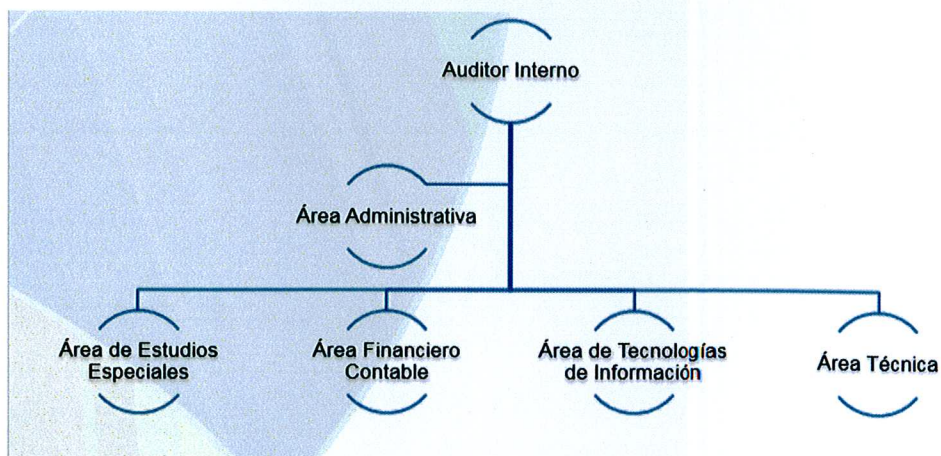 Auditor Interno
Área Administrativa
Área de Estudios
Especiales
Área Financiero
Contable
Área de Tecnologías
de Información
Área Técnica